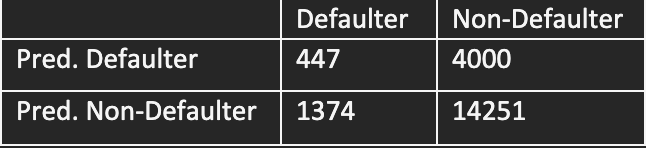 Defaulter Non-Defaulter
Pred. Defaulter 447 4000
Pred. Non-Defaulter 1374 14251